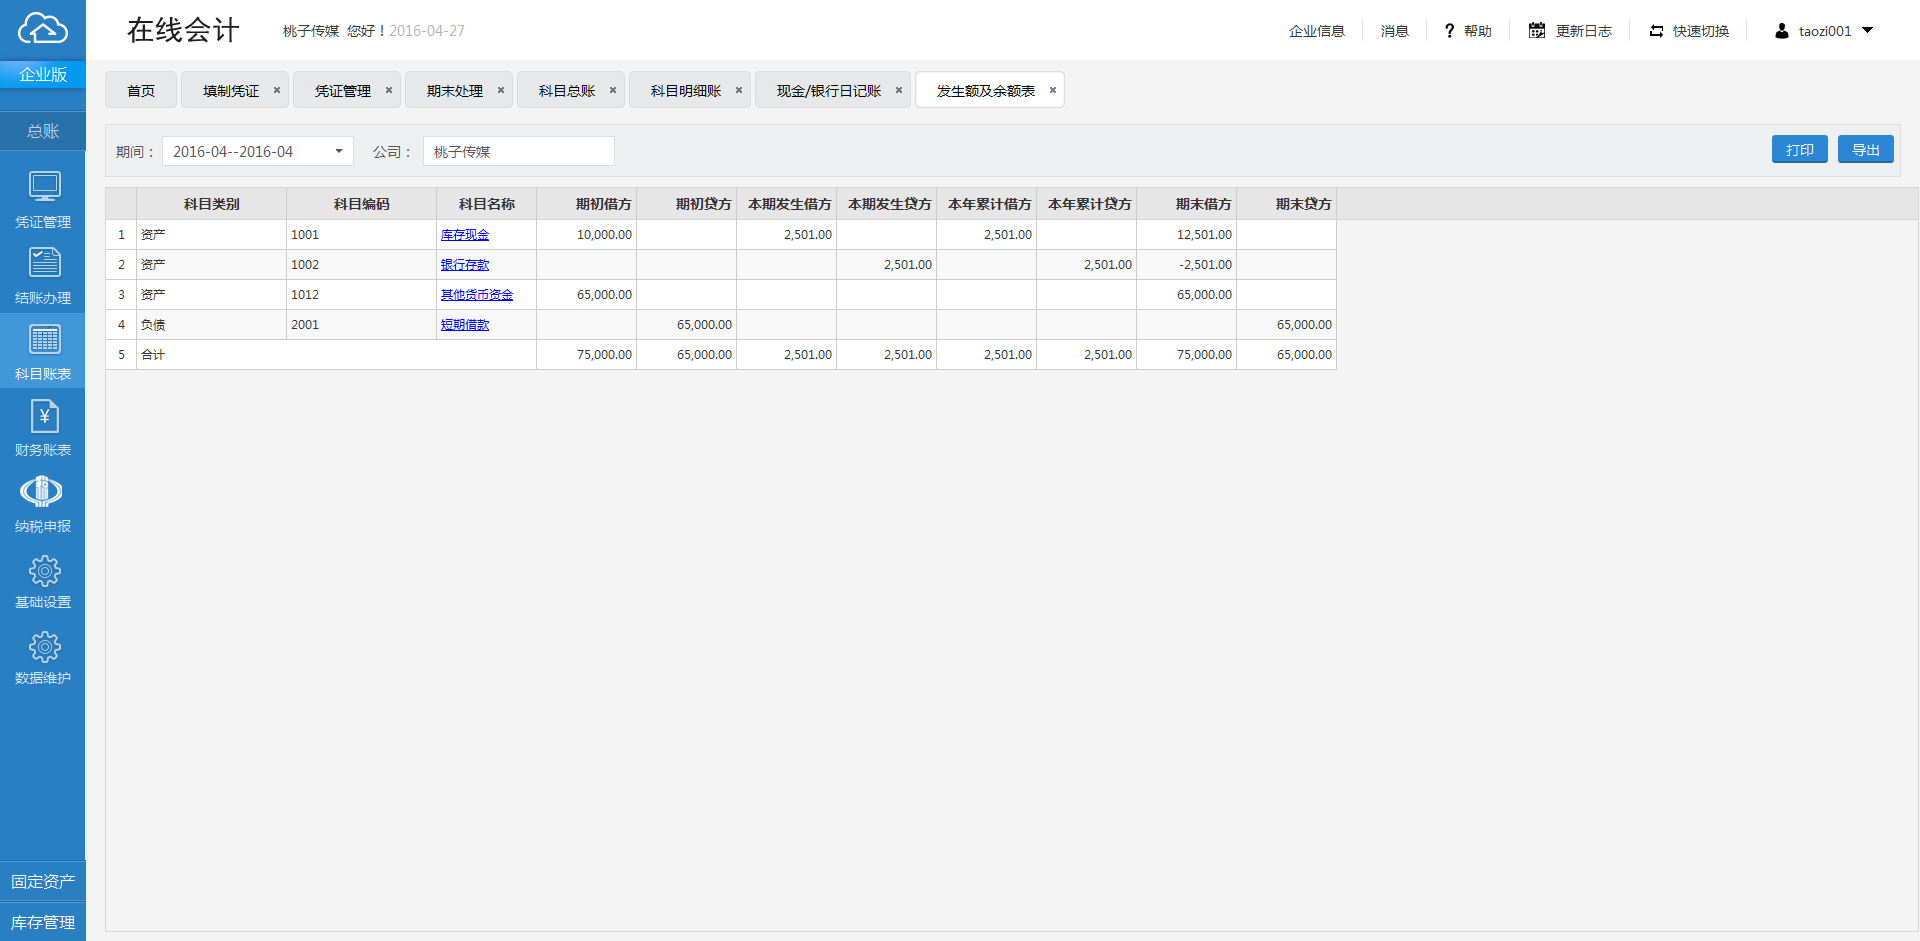 在线会计 桃子传媒 您好！2016-04-27 企业信息 消息 ? 帮助 更新日志 快速切换 taozi001
企业版
首页 填制凭证 × 凭证管理 × 期末处理 × 科目总账 × 科目明细账 × 现金/银行日记账 × 发生额及余额表 ×
总账
期间： 2016-04--2016-04 公司： 桃子传媒 打印 导出
科目类别 科目编码 科目名称 期初借方 期初贷方 本期发生借方 本期发生贷方 本年累计借方 本年累计贷方 期末借方 期末贷方
1 资产 1001 库存现金 10,000.00 2,501.00 2,501.00 12,501.00
2 资产 1002 银行存款 2,501.00 2,501.00 -2,501.00
3 资产 1012 其他货币资金 65,000.00 65,000.00
4 负债 2001 短期借款 65,000.00 65,000.00
5 合计 75,000.00 65,000.00 2,501.00 2,501.00 2,501.00 2,501.00 75,000.00 65,000.00
凭证管理
结账办理
科目账表
¥
财务账表
纳税申报
基础设置
数据维护
固定资产
库存管理